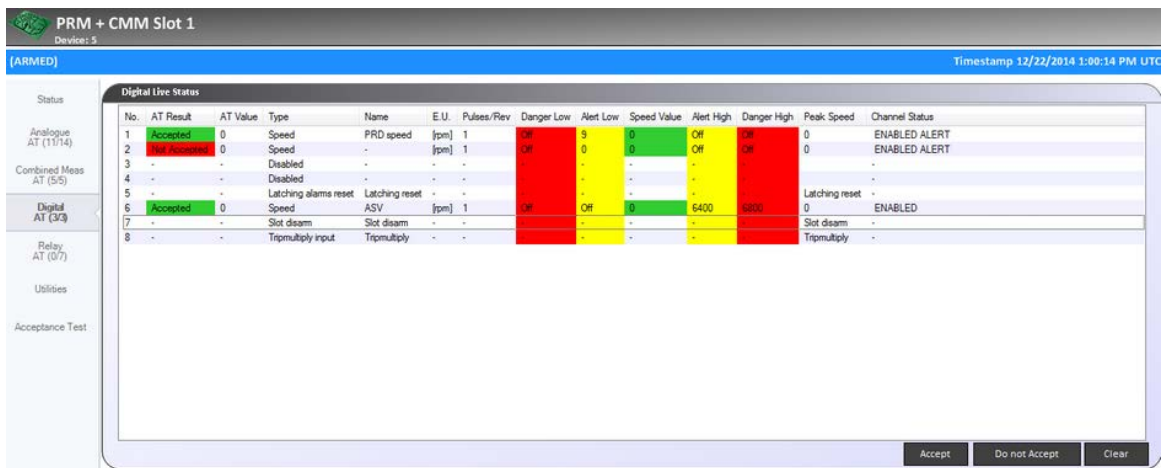 PRM + CMM Slot 1
Device: 5
(ARMED) Timestamp 12/22/2014 1:00:14 PM UTC
Status
Analogue
AT (11/14)
Combined Meas
AT (5/5)
Digital
AT (3/3)
Relay
AT (0/7)
Utilities
Acceptance Test
Digital Live Status
No. AT Result AT Value Type Name E.U. Pulses/Rev Danger Low Alert Low Speed Value Alert High Danger High Peak Speed Channel Status
1 Accepted 0 Speed PRD speed [rpm] 1 Off 9 0 Off Off 0 ENABLED ALERT
2 Not Accepted 0 Speed - [rpm] 1 Off 0 0 Off Off 0 ENABLED ALERT
3 - - Disabled - - - - - - - - - -
4 - - Disabled - - - - - - - - - -
5 - - Latching alarms reset Latching reset - - - - - - - Latching reset -
6 Accepted 0 Speed ASV [rpm] 1 Off Off 0 6400 6800 0 ENABLED
7 - - Slot disarm Slot disarm - - - - - - - Slot disarm -
8 - - Tripmultiply input Tripmultiply - - - - - - - Tripmultiply -
Accept Do not Accept Clear